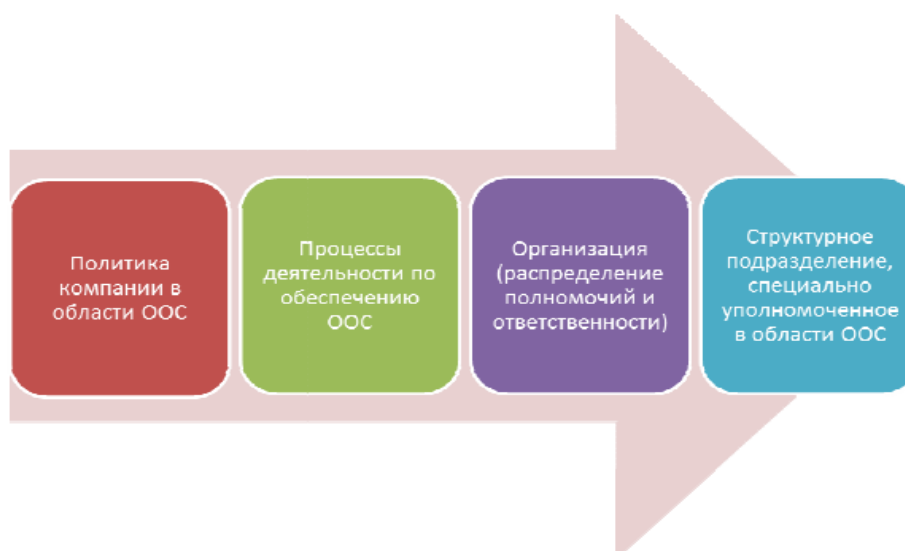 Политика
компании в
области ООС
Процессы
деятельности по
обеспечению
ООС
Организация
(распределение
полномочий и
ответственности)
Структурное
подразделение,
специально
уполномоченное
в области ООС